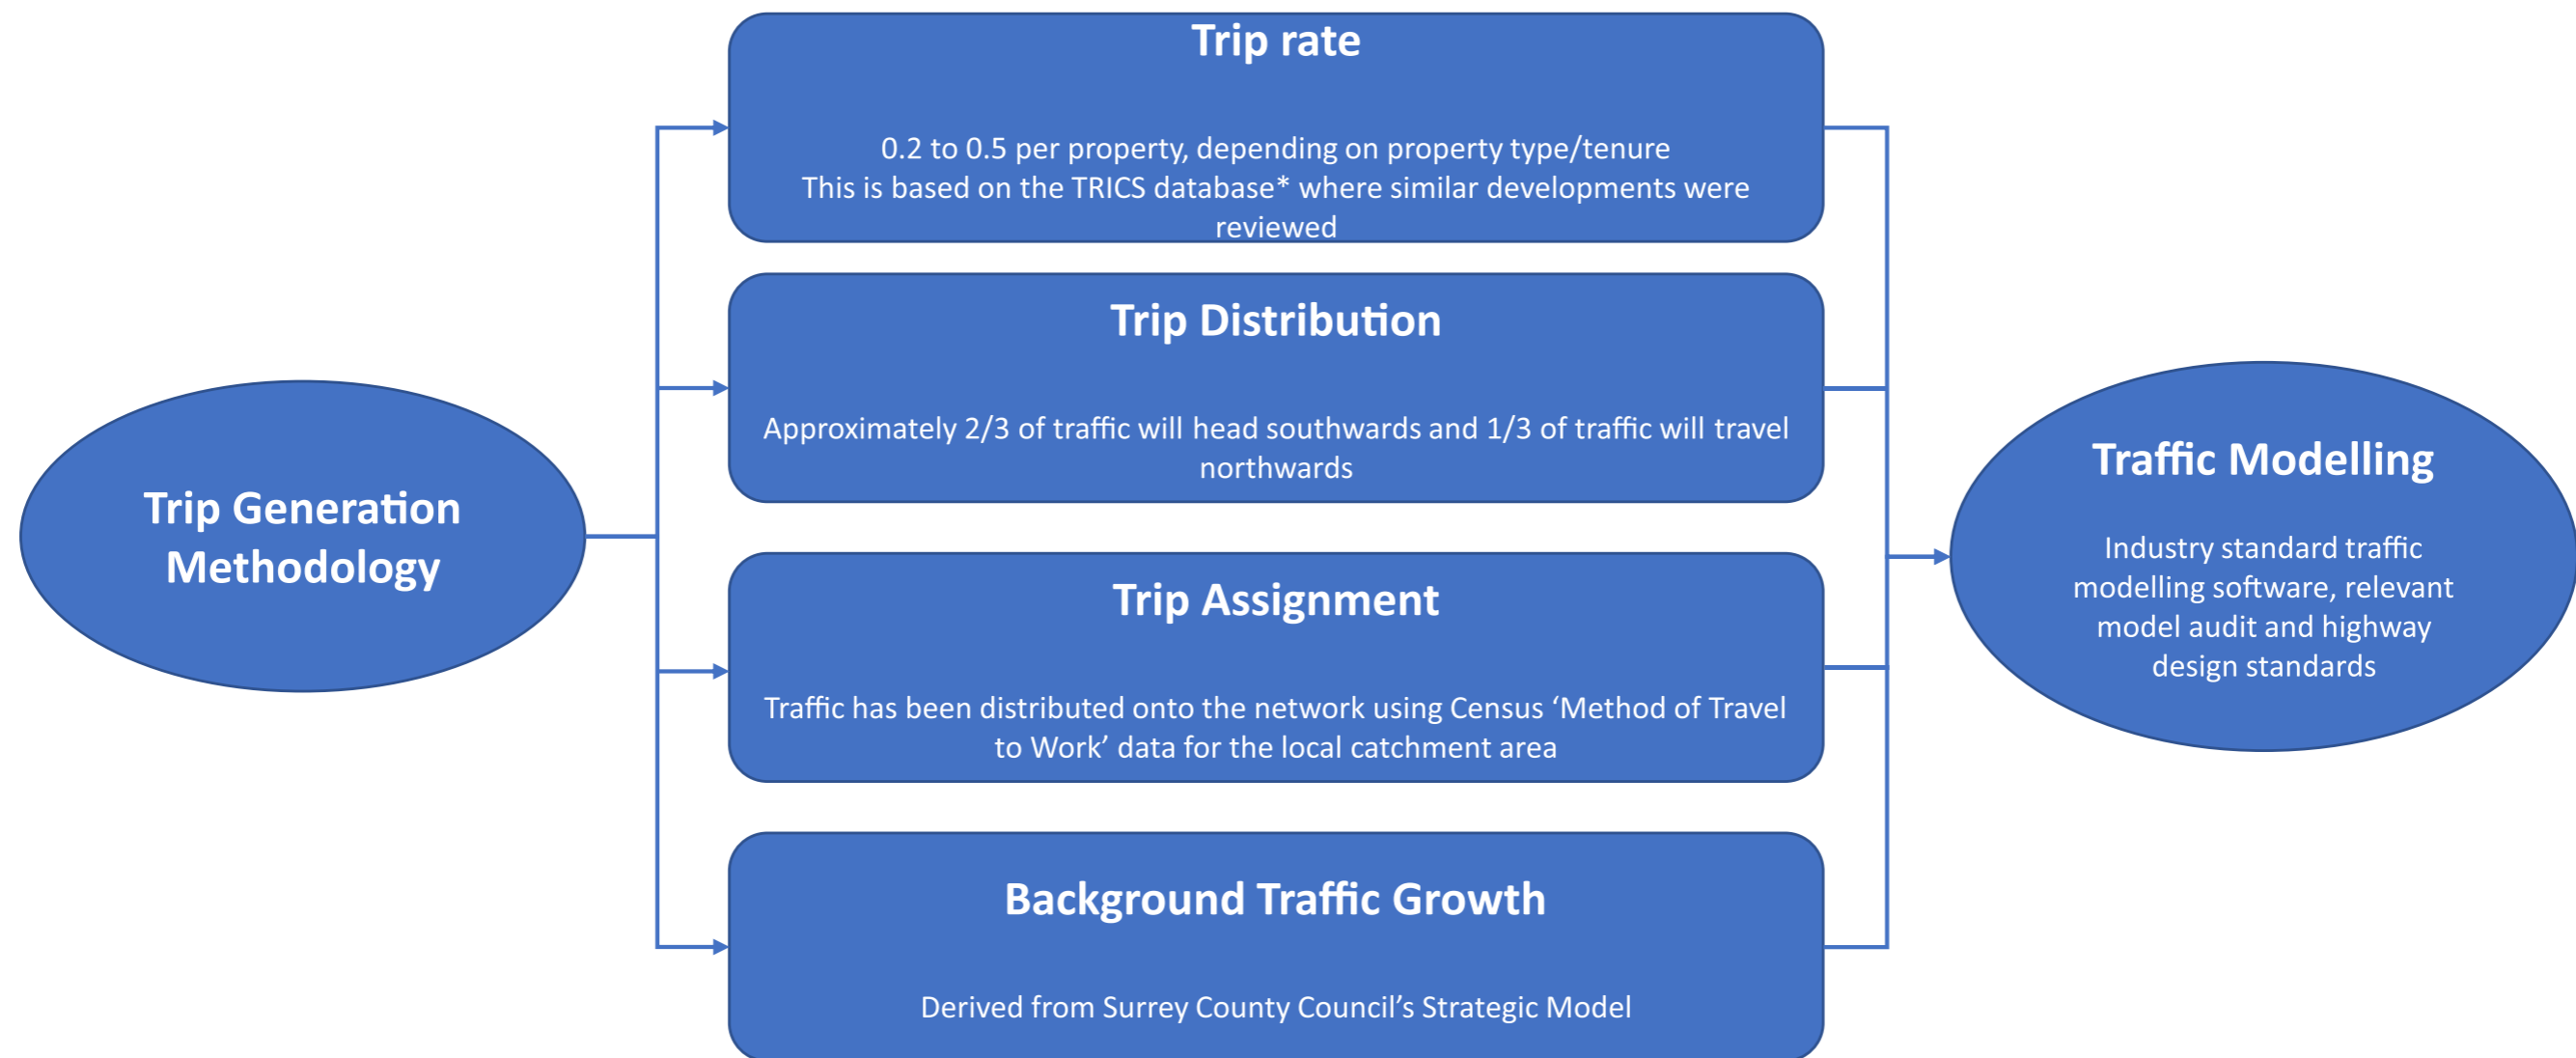 Trip Generation
Methodology
Trip rate
0.2 to 0.5 per property, depending on property type/tenure
This is based on the TRICS database* where similar developments were
reviewed
Trip Distribution
Approximately 2/3 of traffic will head southwards and 1/3 of traffic will travel
northwards
Trip Assignment
Traffic has been distributed onto the network using Census ‘Method of Travel
to Work’ data for the local catchment area
Background Traffic Growth
Derived from Surrey County Council’s Strategic Model
Traffic Modelling
Industry standard traffic
modelling software, relevant
model audit and highway
design standards